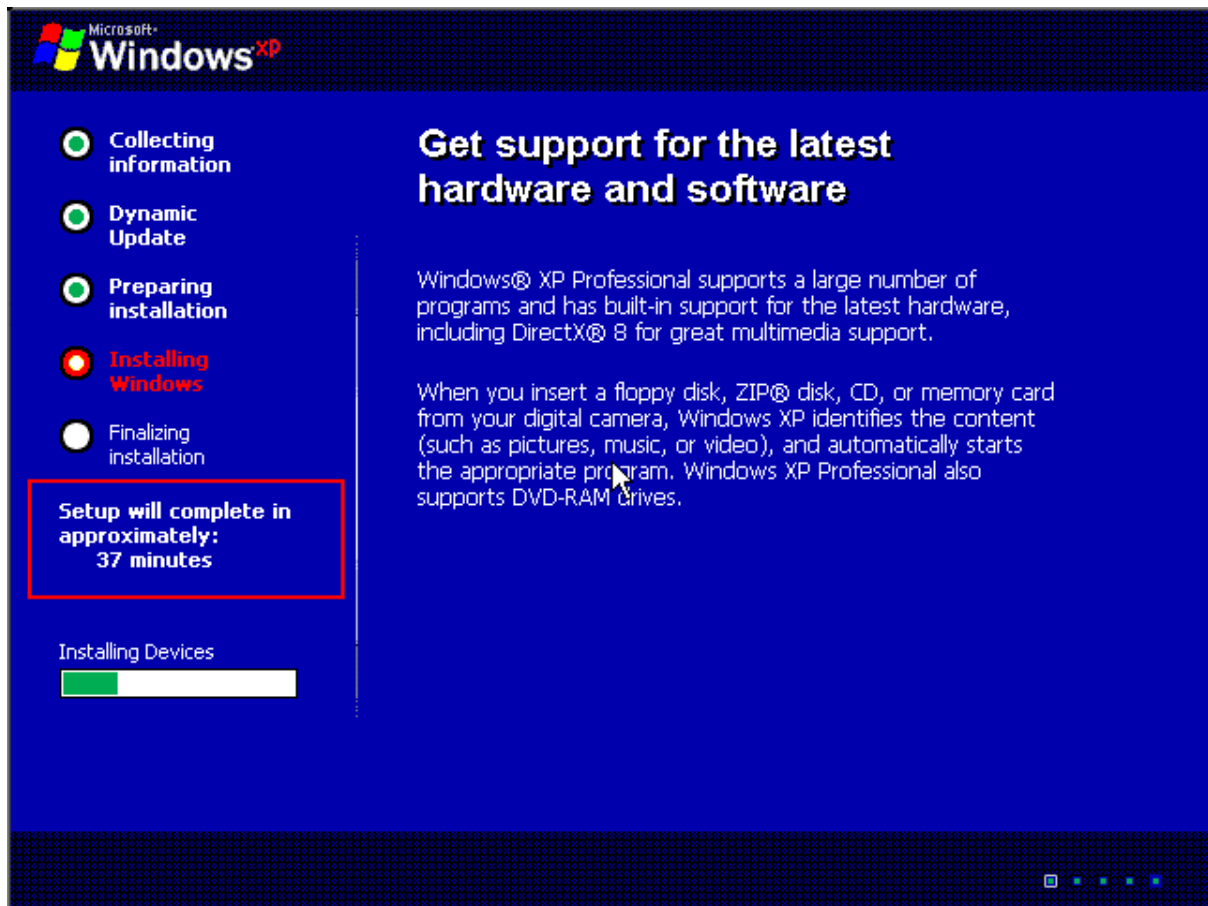 Microsoft®
Windows xp
Collecting
information
Dynamic
Update
Preparing
installation
Installing
Windows
Finalizing
installation
Setup will complete in
approximately:
37 minutes
Installing Devices
Get support for the latest
hardware and software
Windows® XP Professional supports a large number of
programs and has built-in support for the latest hardware,
including DirectX® 8 for great multimedia support.
When you insert a floppy disk, ZIP® disk, CD, or memory card
from your digital camera, Windows XP identifies the content
(such as pictures, music, or video), and automatically starts
the appropriate program. Windows XP Professional also
supports DVD-RAM drives.